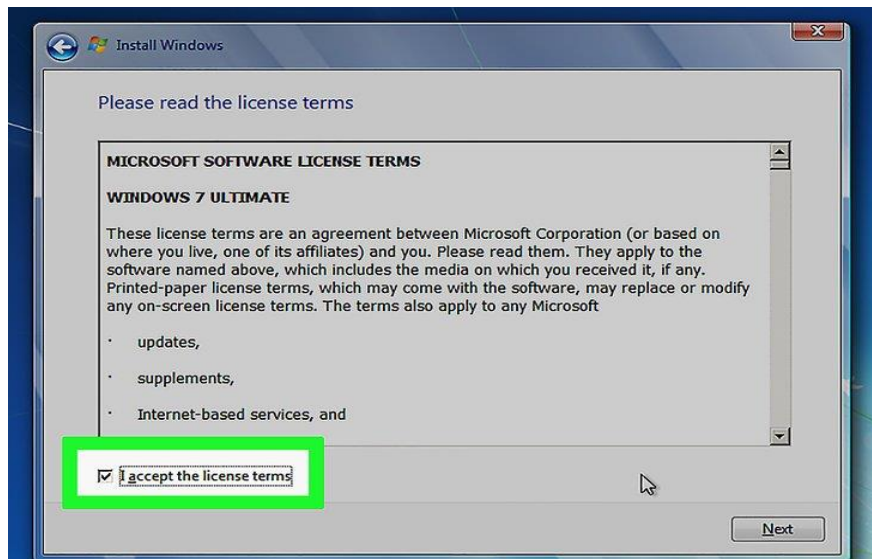 Install Windows
Please read the license terms
MICROSOFT SOFTWARE LICENSE TERMS
WINDOWS 7 ULTIMATE
These license terms are an agreement between Microsoft Corporation (or based on
where you live, one of its affiliates) and you. Please read them. They apply to the
software named above, which includes the media on which you received it, if any.
Printed-paper license terms, which may come with the software, may replace or modify
any on-screen license terms. The terms also apply to any Microsoft
· updates,
· supplements,
· Internet-based services, and
I accept the license terms
Next